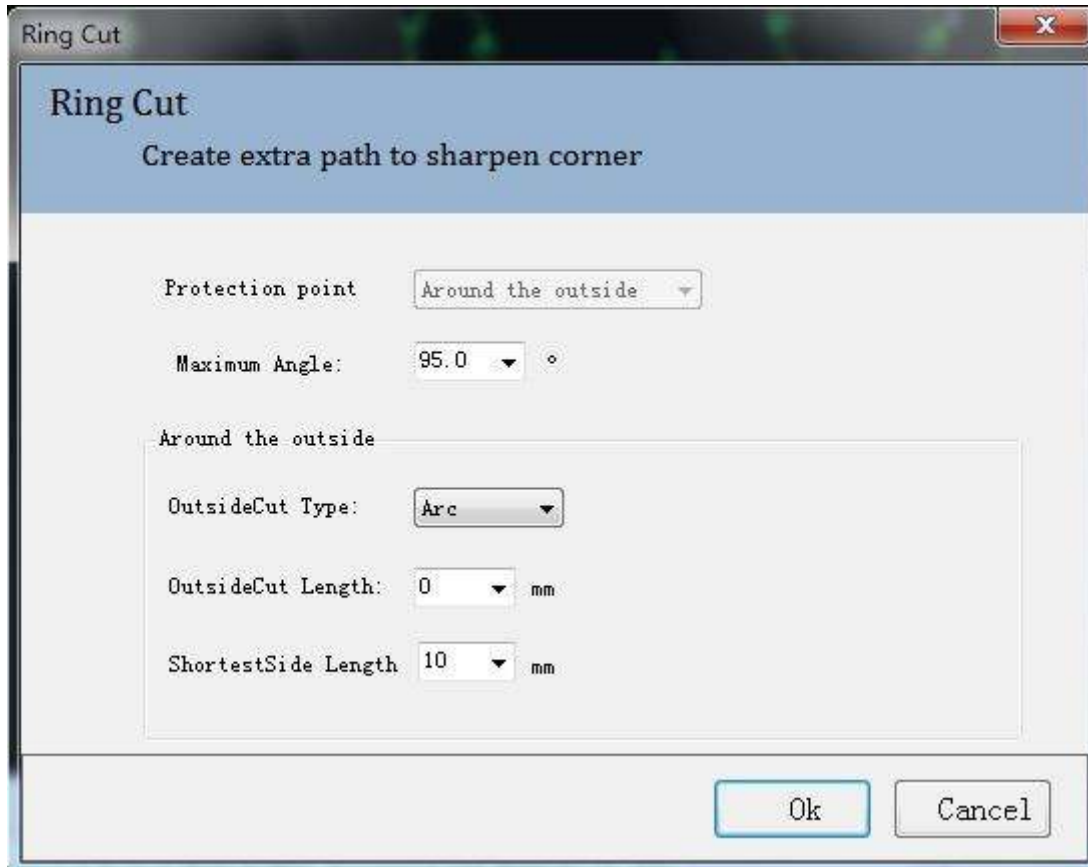 Ring Cut
Ring Cut
Create extra path to sharpen corner
Protection point Around the outside
Maximum Angle: 95.0 °
Around the outside
OutsideCut Type: Arc
OutsideCut Length: 0 mm
ShortestSide Length 10 mm
Ok Cancel